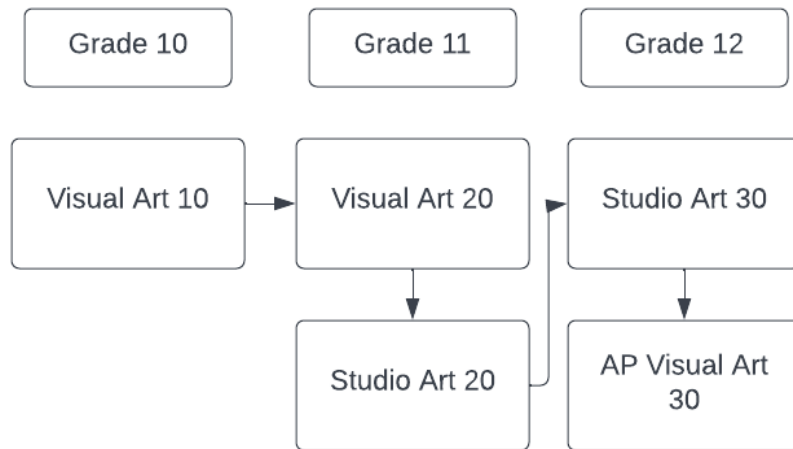 Grade 10
Grade 11
Grade 12
Visual Art 10
Visual Art 20
Studio Art 30
Studio Art 20
AP Visual Art
30